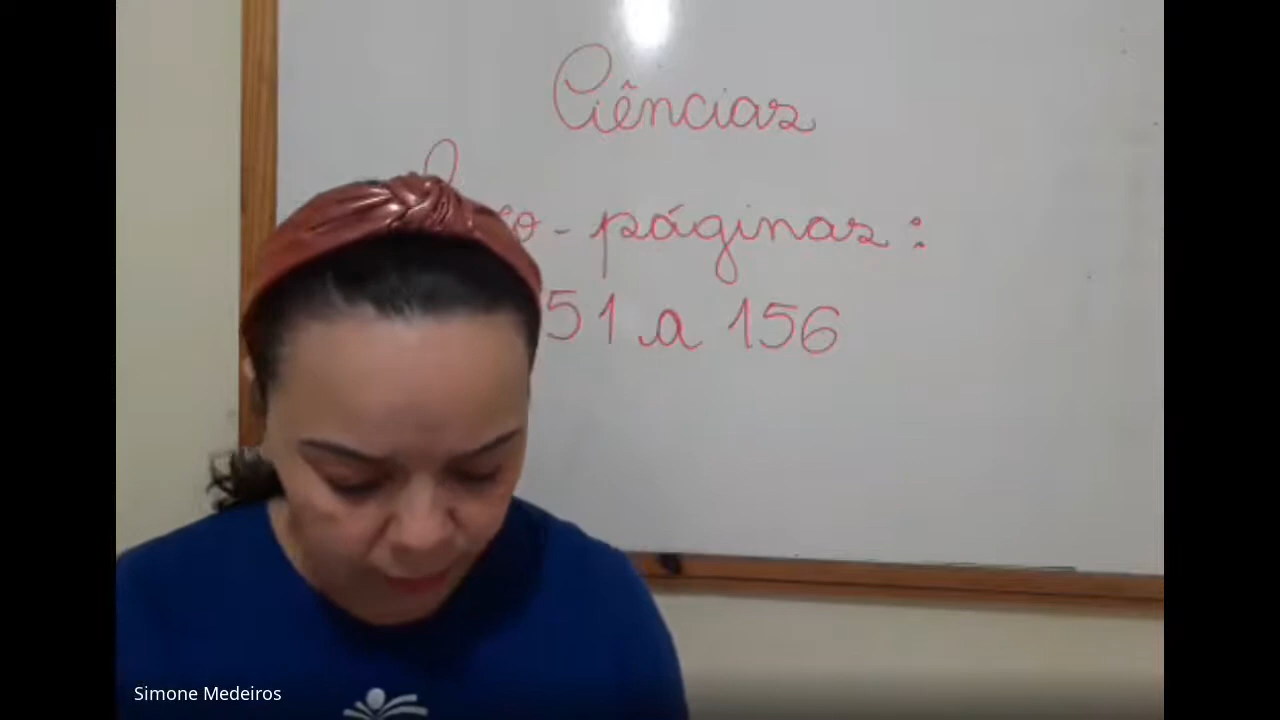 Ciências
- páginas:
51 a 156
Simone Medeiros